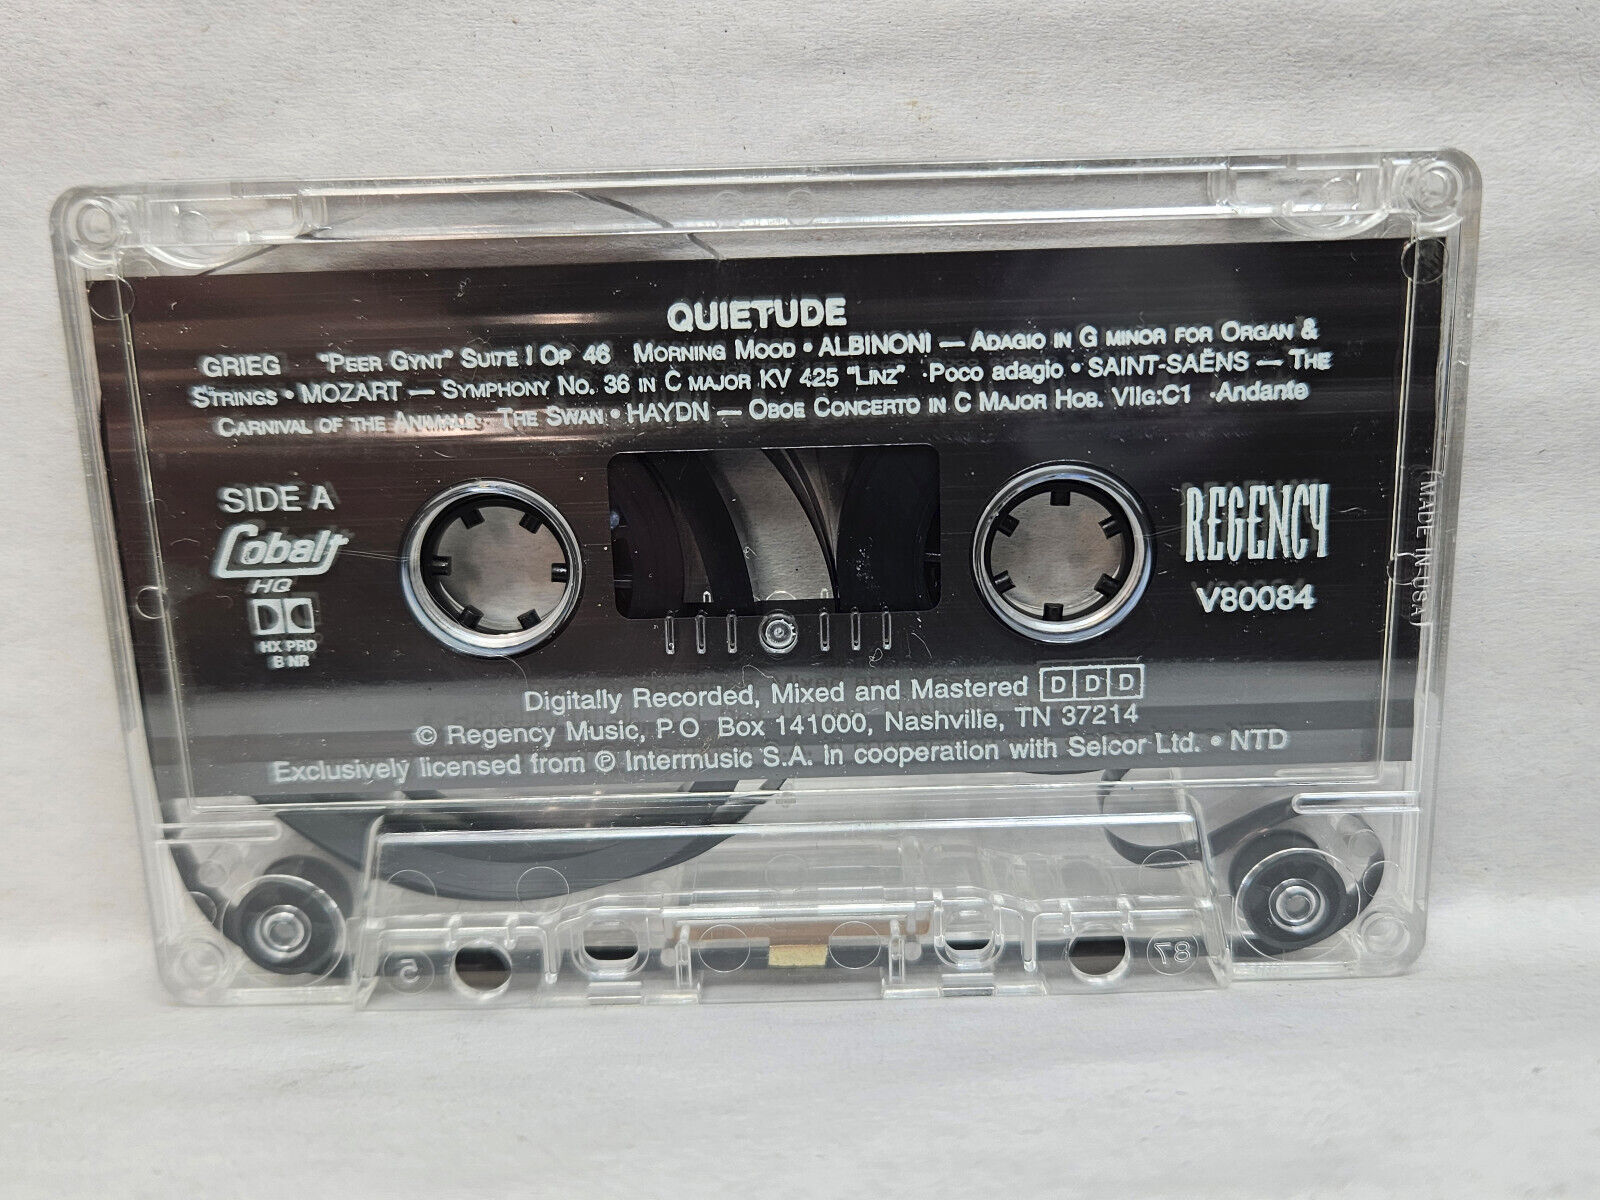 QUIETUDE
GRIEG "PEER GYNT" SUITE I OP 46 MORNING MOOD • ALBINONI — ADAGIO IN G MINOR FOR ORGAN &
STRINGS • MOZART — SYMPHONY NO. 36 IN C MAJOR KV 425 "LINZ" ·Poco adagio • SAINT-SAËNS — THE
CARNIVAL OF THE ANIMALS · THE SWAN • HAYDN — OBOE CONCERTO IN C MAJOR HOB. VIIG:C1 ·Andante
SIDE A
Cobalt
HQ
HX PRO
B NR
REGENCY
V80084
(MADE IN USA)
Digitally Recorded, Mixed and Mastered D D D
© Regency Music, P.O. Box 141000, Nashville, TN 37214
Exclusively licensed from ℗ Intermusic S.A. in cooperation with Selcor Ltd. • NTD
5
78